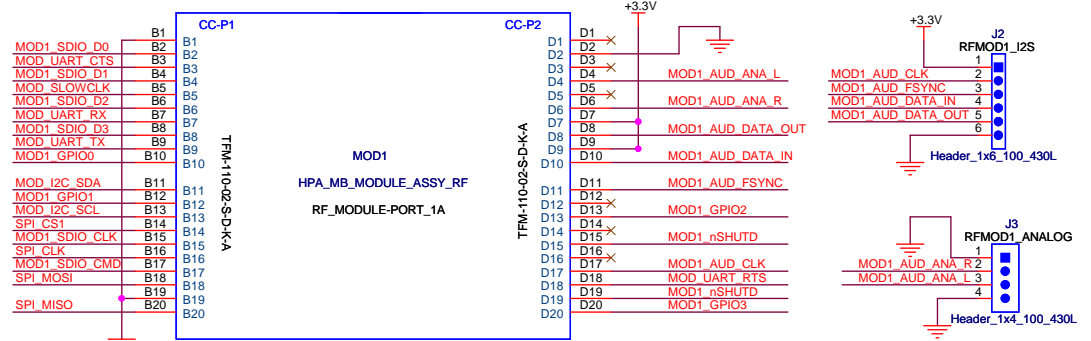 CC-P1
CC-P2
B1 B1
MOD1_SDIO_D0 B2 B2
MOD_UART_CTS B3 B3
MOD1_SDIO_D1 B4 B4
MOD_SLOWCLK B5 B5
MOD1_SDIO_D2 B6 B6
MOD_UART_RX B7 B7
MOD1_SDIO_D3 B8 B8
MOD_UART_TX B9 B9
MOD1_GPIO0 B10 B10
MOD_I2C_SDA B11 B11
MOD1_GPIO1 B12 B12
MOD_I2C_SCL B13 B13
SPI_CS1 B14 B14
MOD1_SDIO_CLK B15 B15
SPI_CLK B16 B16
MOD1_SDIO_CMD B17 B17
SPI_MOSI B18 B18
B19 B19
SPI_MISO B20 B20
TFM-110-02-S-D-K-A
MOD1
HPA_MB_MODULE_ASSY_RF
RF_MODULE-PORT_1A
TFM-110-02-S-D-K-A
+3.3V
D1 D1
D2 D2
D3 D3
D4 D4 MOD1_AUD_ANA_L
D5 D5
D6 D6 MOD1_AUD_ANA_R
D7 D7
D8 D8 MOD1_AUD_DATA_OUT
D9 D9
D10 D10 MOD1_AUD_DATA_IN
D11 D11 MOD1_AUD_FSYNC
D12 D12
D13 D13 MOD1_GPIO2
D14 D14
D15 D15 MOD1_nSHUTD
D16 D16
D17 D17 MOD1_AUD_CLK
D18 D18 MOD_UART_RTS
D19 D19 MOD1_nSHUTD
D20 D20 MOD1_GPIO3
+3.3V
J2
RFMOD1_I2S
1
MOD1_AUD_CLK 2
MOD1_AUD_FSYNC 3
MOD1_AUD_DATA_IN 4
MOD1_AUD_DATA_OUT 5
6
Header_1x6_100_430L
J3
RFMOD1_ANALOG
1
MOD1_AUD_ANA_R 2
MOD1_AUD_ANA_L 3
4
Header_1x4_100_430L